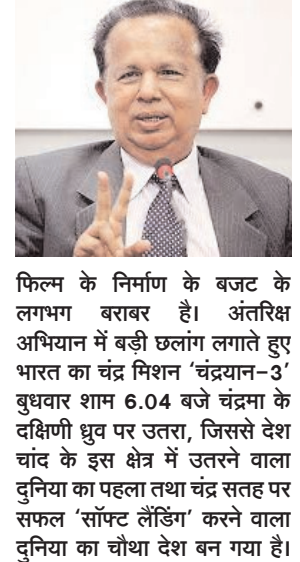 फिल्म के निर्माण के बजट के
लगभग बराबर है। अंतरिक्ष
अभियान में बड़ी छलांग लगाते हुए
भारत का चंद्र मिशन ‘चंद्रयान-3’
बुधवार शाम 6.04 बजे चंद्रमा के
दक्षिणी ध्रुव पर उतरा, जिससे देश
चांद के इस क्षेत्र में उतरने वाला
दुनिया का पहला तथा चंद्र सतह पर
सफल ‘सॉफ्ट लैंडिंग’ करने वाला
दुनिया का चौथा देश बन गया है।